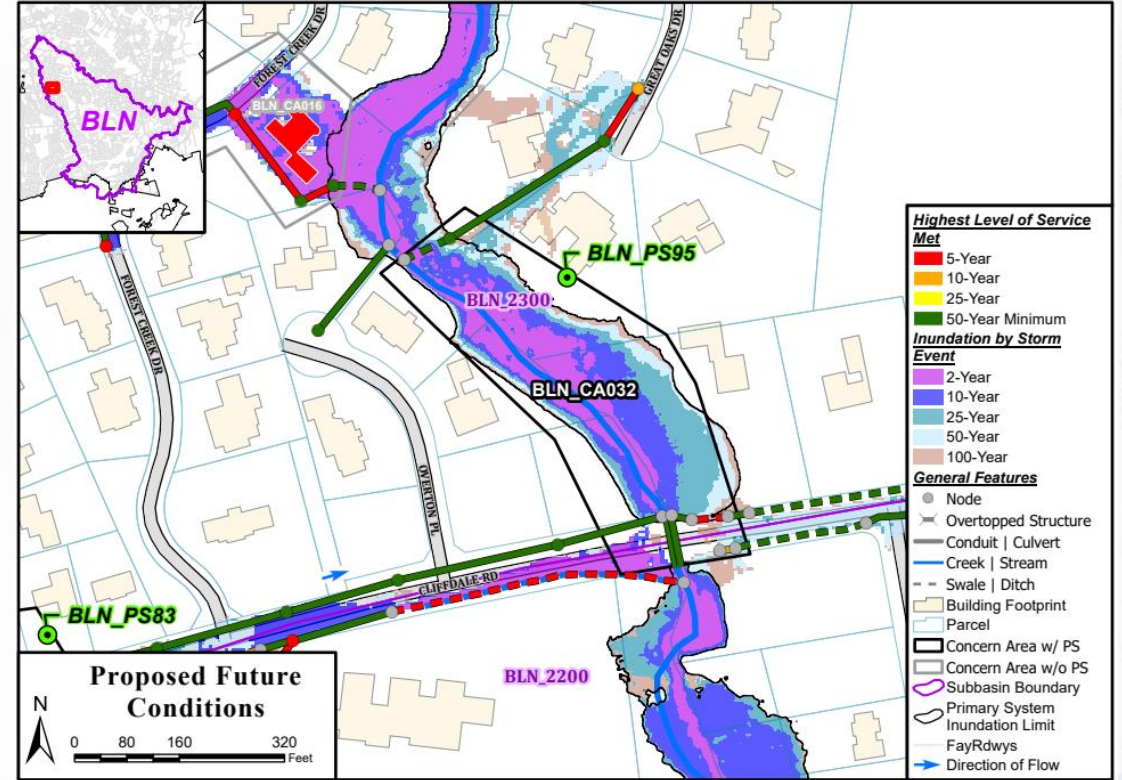 BLN
FOREST CREEK DR
GREAT OAKS DR
BLN_CA016
BLN_PS95
BLN_2300
BLN_CA032
FOREST CREEK DR
OVERTON PL
CLIFFDALE RD
BLN_PS83
BLN_2200
Proposed Future
Conditions
N
0 80 160 320
Feet
Highest Level of Service
Met
5-Year
10-Year
25-Year
50-Year Minimum
Inundation by Storm
Event
2-Year
10-Year
25-Year
50-Year
100-Year
General Features
Node
Overtopped Structure
Conduit | Culvert
Creek | Stream
Swale | Ditch
Building Footprint
Parcel
Concern Area w/ PS
Concern Area w/o PS
Subbasin Boundary
Primary System
Inundation Limit
FayRdwys
Direction of Flow